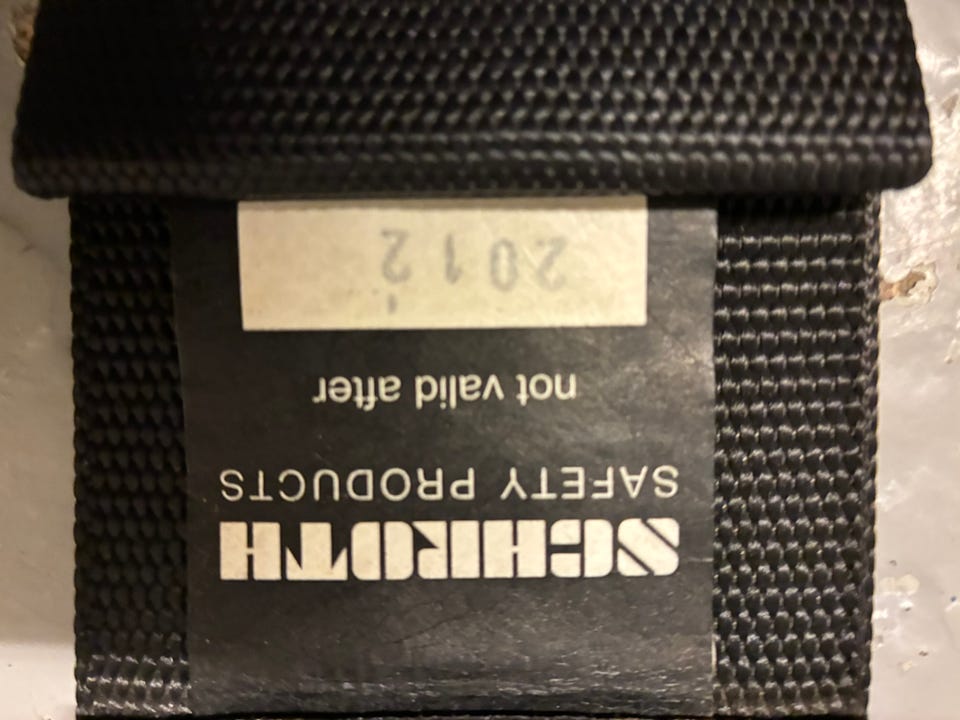 SCHROTH
SAFETY PRODUCTS
not valid after
2012